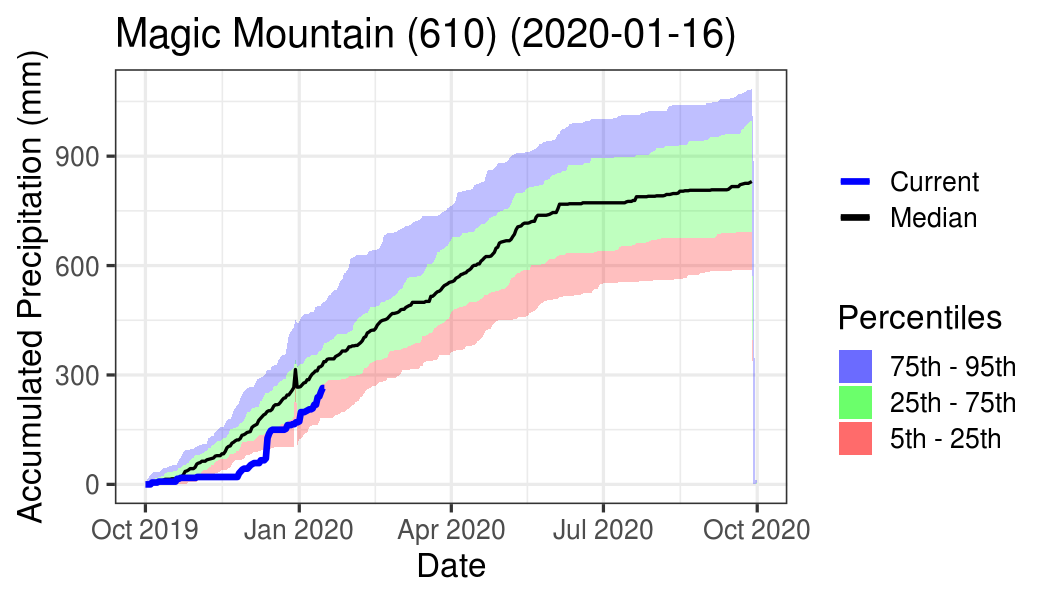 Magic Mountain (610) (2020-01-16)
Accumulated Precipitation (mm)
900
600
300
0
Oct 2019
Jan 2020
Apr 2020
Jul 2020
Oct 2020
Date
Current
Median
Percentiles
75th - 95th
25th - 75th
5th - 25th